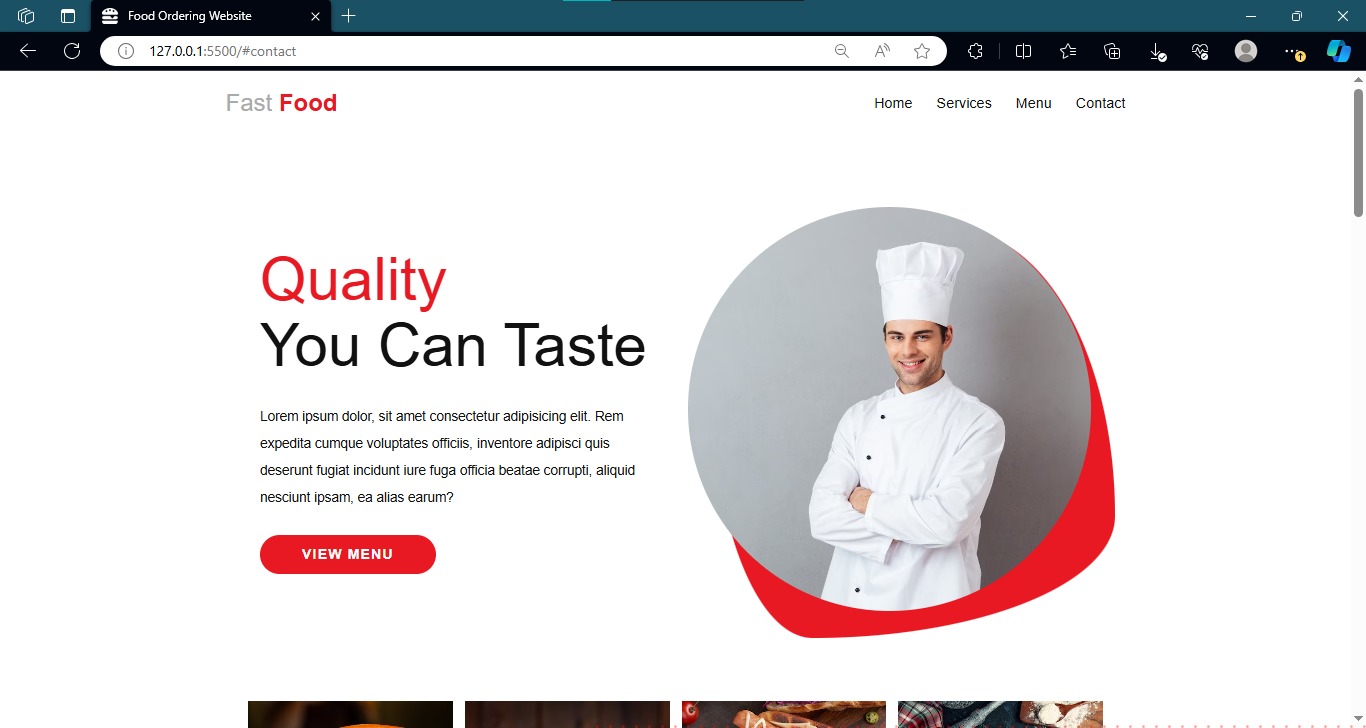 Food Ordering Website
127.0.0.1:5500/#contact
Fast Food
Home Services Menu Contact
Quality
You Can Taste
Lorem ipsum dolor, sit amet consectetur adipisicing elit. Rem
expedita cumque voluptates officiis, inventore adipisci quis
deserunt fugiat incidunt iure fuga officia beatae corrupti, aliquid
nesciunt ipsam, ea alias earum?
VIEW MENU